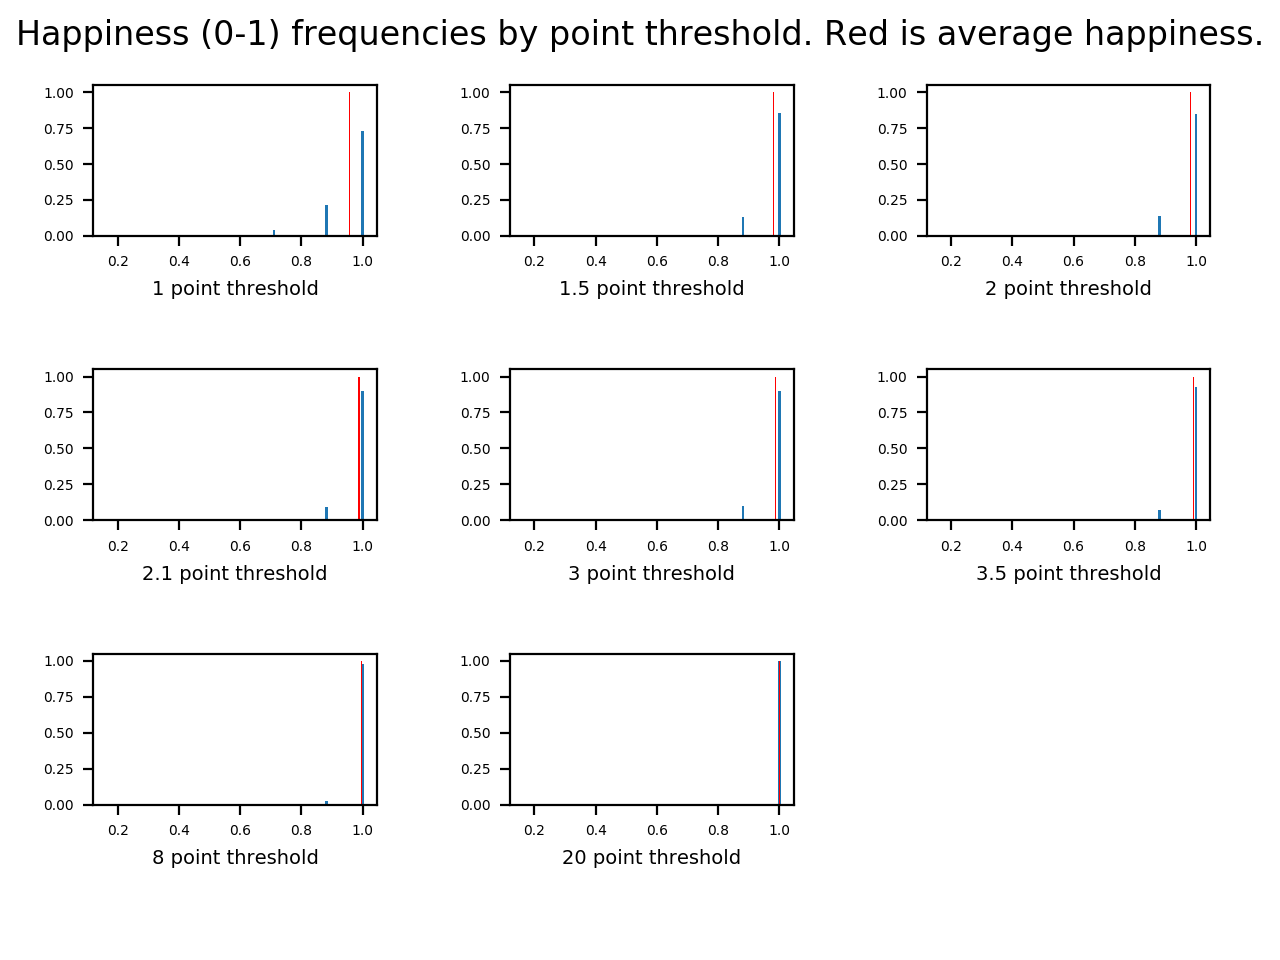 Happiness (0-1) frequencies by point threshold. Red is average happiness.
1.00 0.75 0.50 0.25 0.00
0.2 0.4 0.6 0.8 1.0
1 point threshold
1.00 0.75 0.50 0.25 0.00
0.2 0.4 0.6 0.8 1.0
1.5 point threshold
1.00 0.75 0.50 0.25 0.00
0.2 0.4 0.6 0.8 1.0
2 point threshold
1.00 0.75 0.50 0.25 0.00
0.2 0.4 0.6 0.8 1.0
2.1 point threshold
1.00 0.75 0.50 0.25 0.00
0.2 0.4 0.6 0.8 1.0
3 point threshold
1.00 0.75 0.50 0.25 0.00
0.2 0.4 0.6 0.8 1.0
3.5 point threshold
1.00 0.75 0.50 0.25 0.00
0.2 0.4 0.6 0.8 1.0
8 point threshold
1.00 0.75 0.50 0.25 0.00
0.2 0.4 0.6 0.8 1.0
20 point threshold